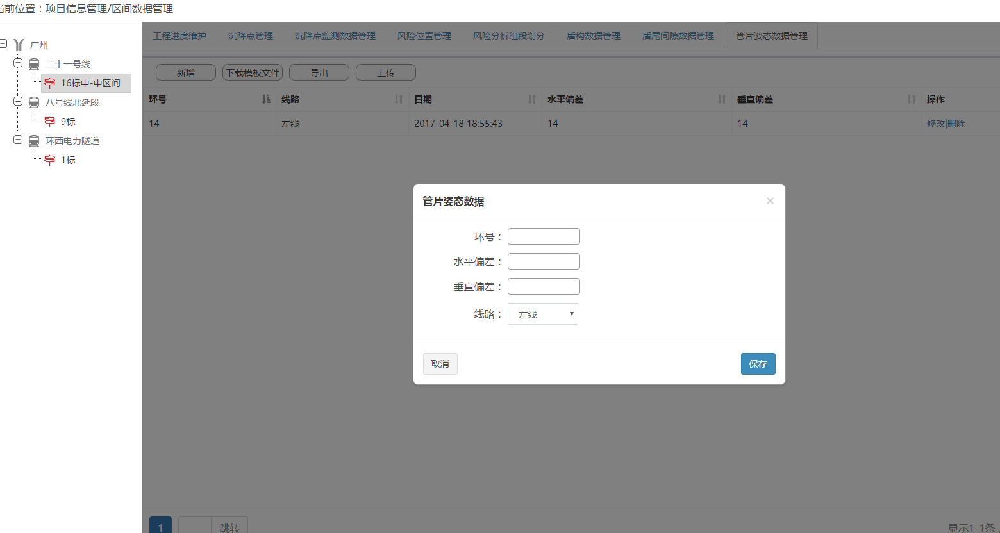 当前位置：项目信息管理/区间数据管理
广州
二十一号线
16标中-中区间
八号线北延段
9标
环西电力隧道
1标
工程进度维护 沉降点管理 沉降点监测数据管理 风险位置管理 风险分析组段划分 盾构数据管理 盾尾间隙数据管理 管片姿态数据管理
新增 下载模板文件 导出 上传
环号 线路 日期 水平偏差 垂直偏差 操作
14 左线 2017-04-18 18:55:43 14 14 修改|删除
管片姿态数据 ×
环号：
水平偏差：
垂直偏差：
线路： 左线
取消 保存
1 跳转 显示1-1条